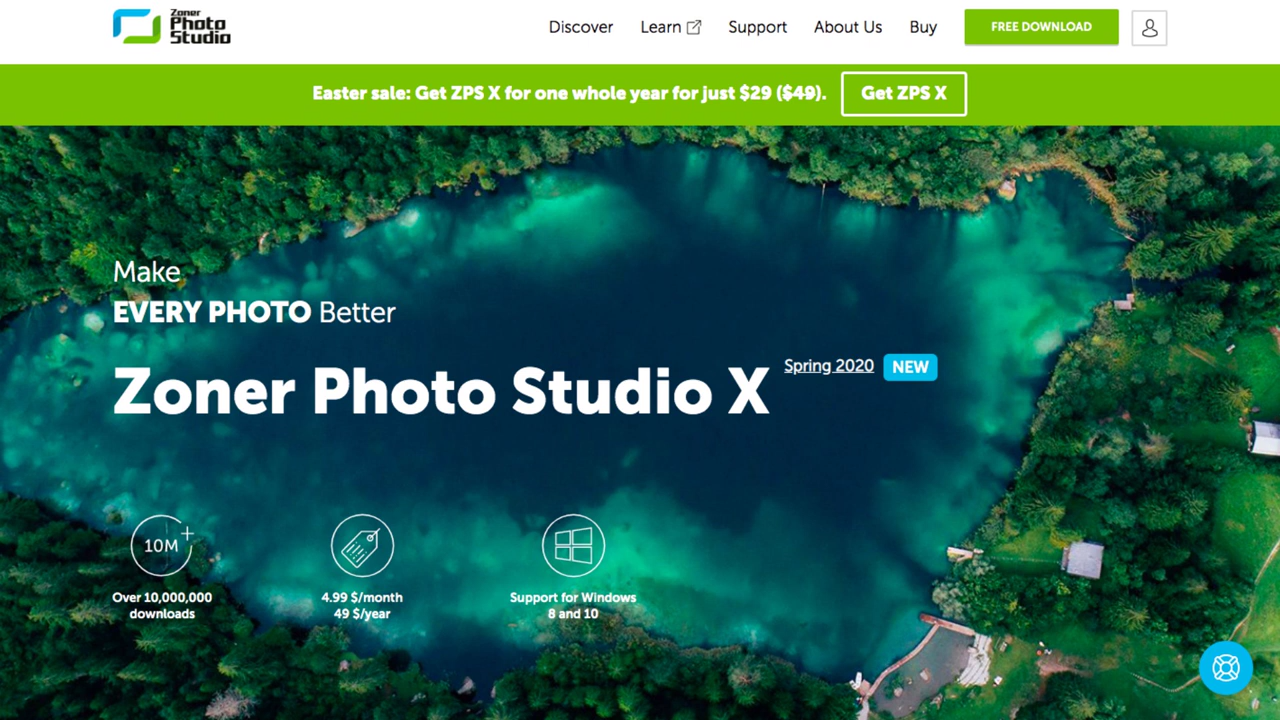 Zoner
Photo
Studio
Discover
Learn
Support
About Us
Buy
FREE DOWNLOAD
Easter sale: Get ZPS X for one whole year for just $29 ($49).
Get ZPS X
Make
EVERY PHOTO Better
Zoner Photo Studio X
Spring 2020
NEW
10M+
Over 10,000,000
downloads
4.99 $/month
49 $/year
Support for Windows
8 and 10